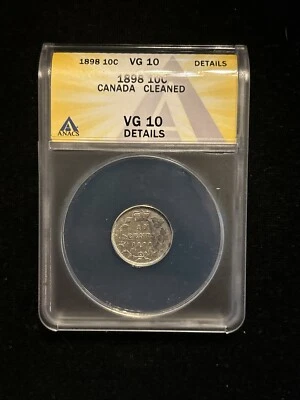 1898 10C VG 10 DETAILS
1898 10C
CANADA CLEANED
VG 10
DETAILS
ANACS